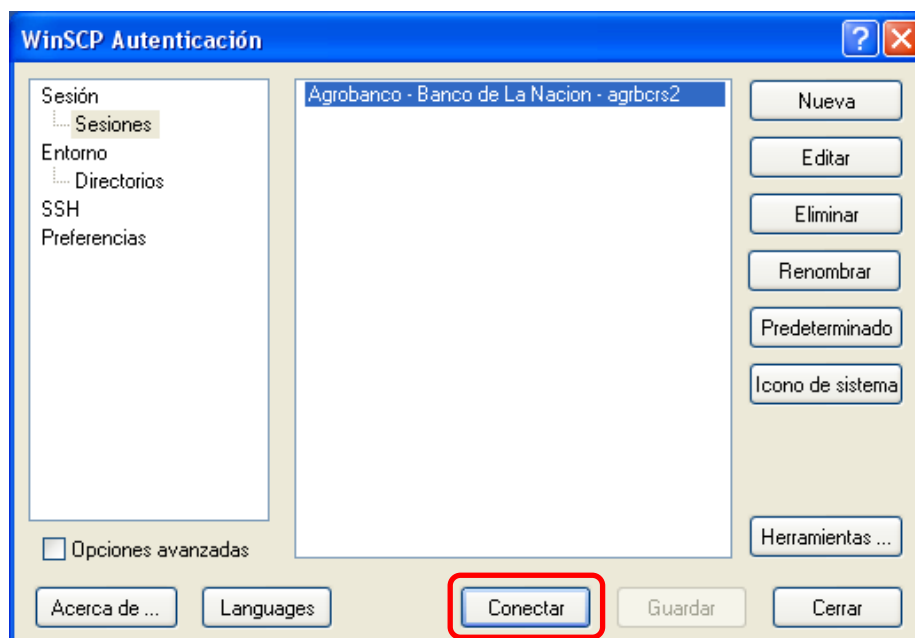 WinSCP Autenticación
Sesión
Sesiones
Entorno
Directorios
SSH
Preferencias
Opciones avanzadas
Agrobanco - Banco de La Nacion - agrbcrs2
Nueva
Editar
Eliminar
Renombrar
Predeterminado
Icono de sistema
Herramientas ...
Acerca de ...
Languages
Conectar
Guardar
Cerrar